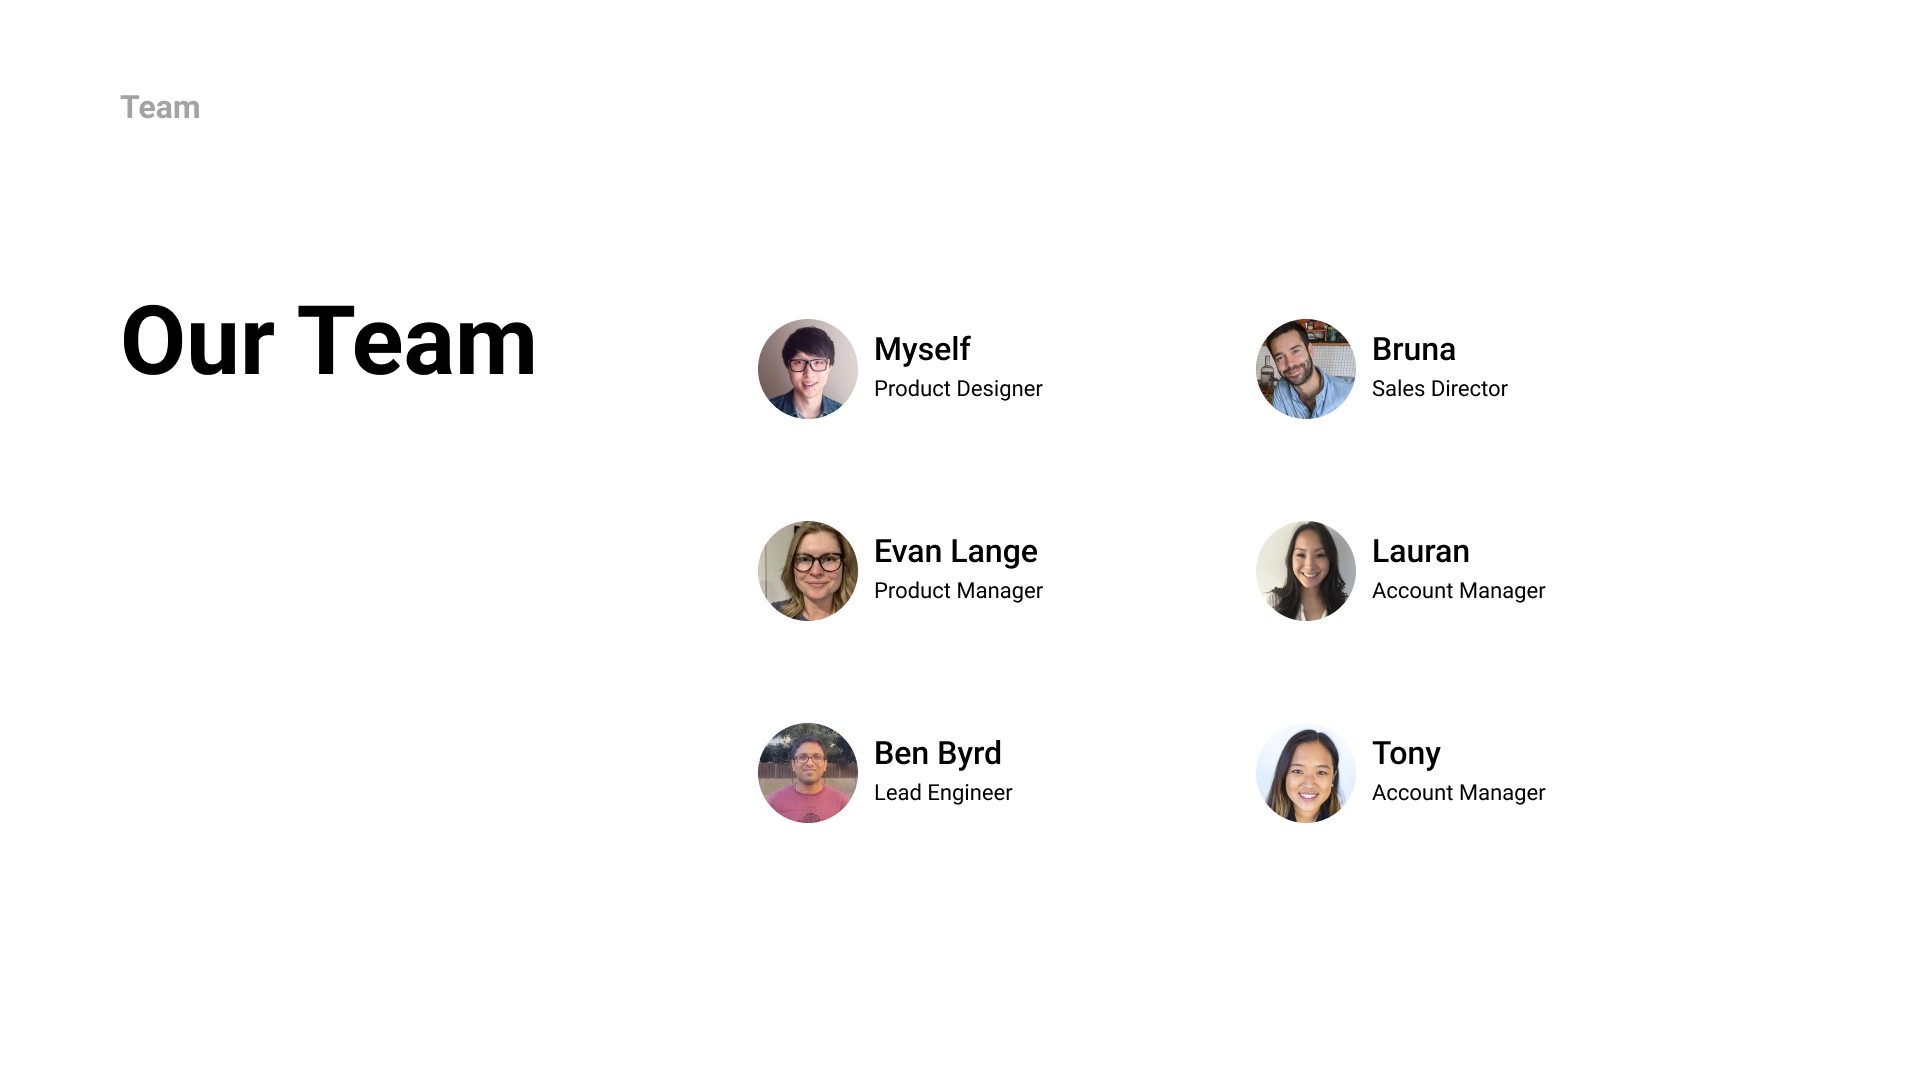 Team
Our Team
Myself
Product Designer
Bruna
Sales Director
Evan Lange
Product Manager
Lauran
Account Manager
Ben Byrd
Lead Engineer
Tony
Account Manager